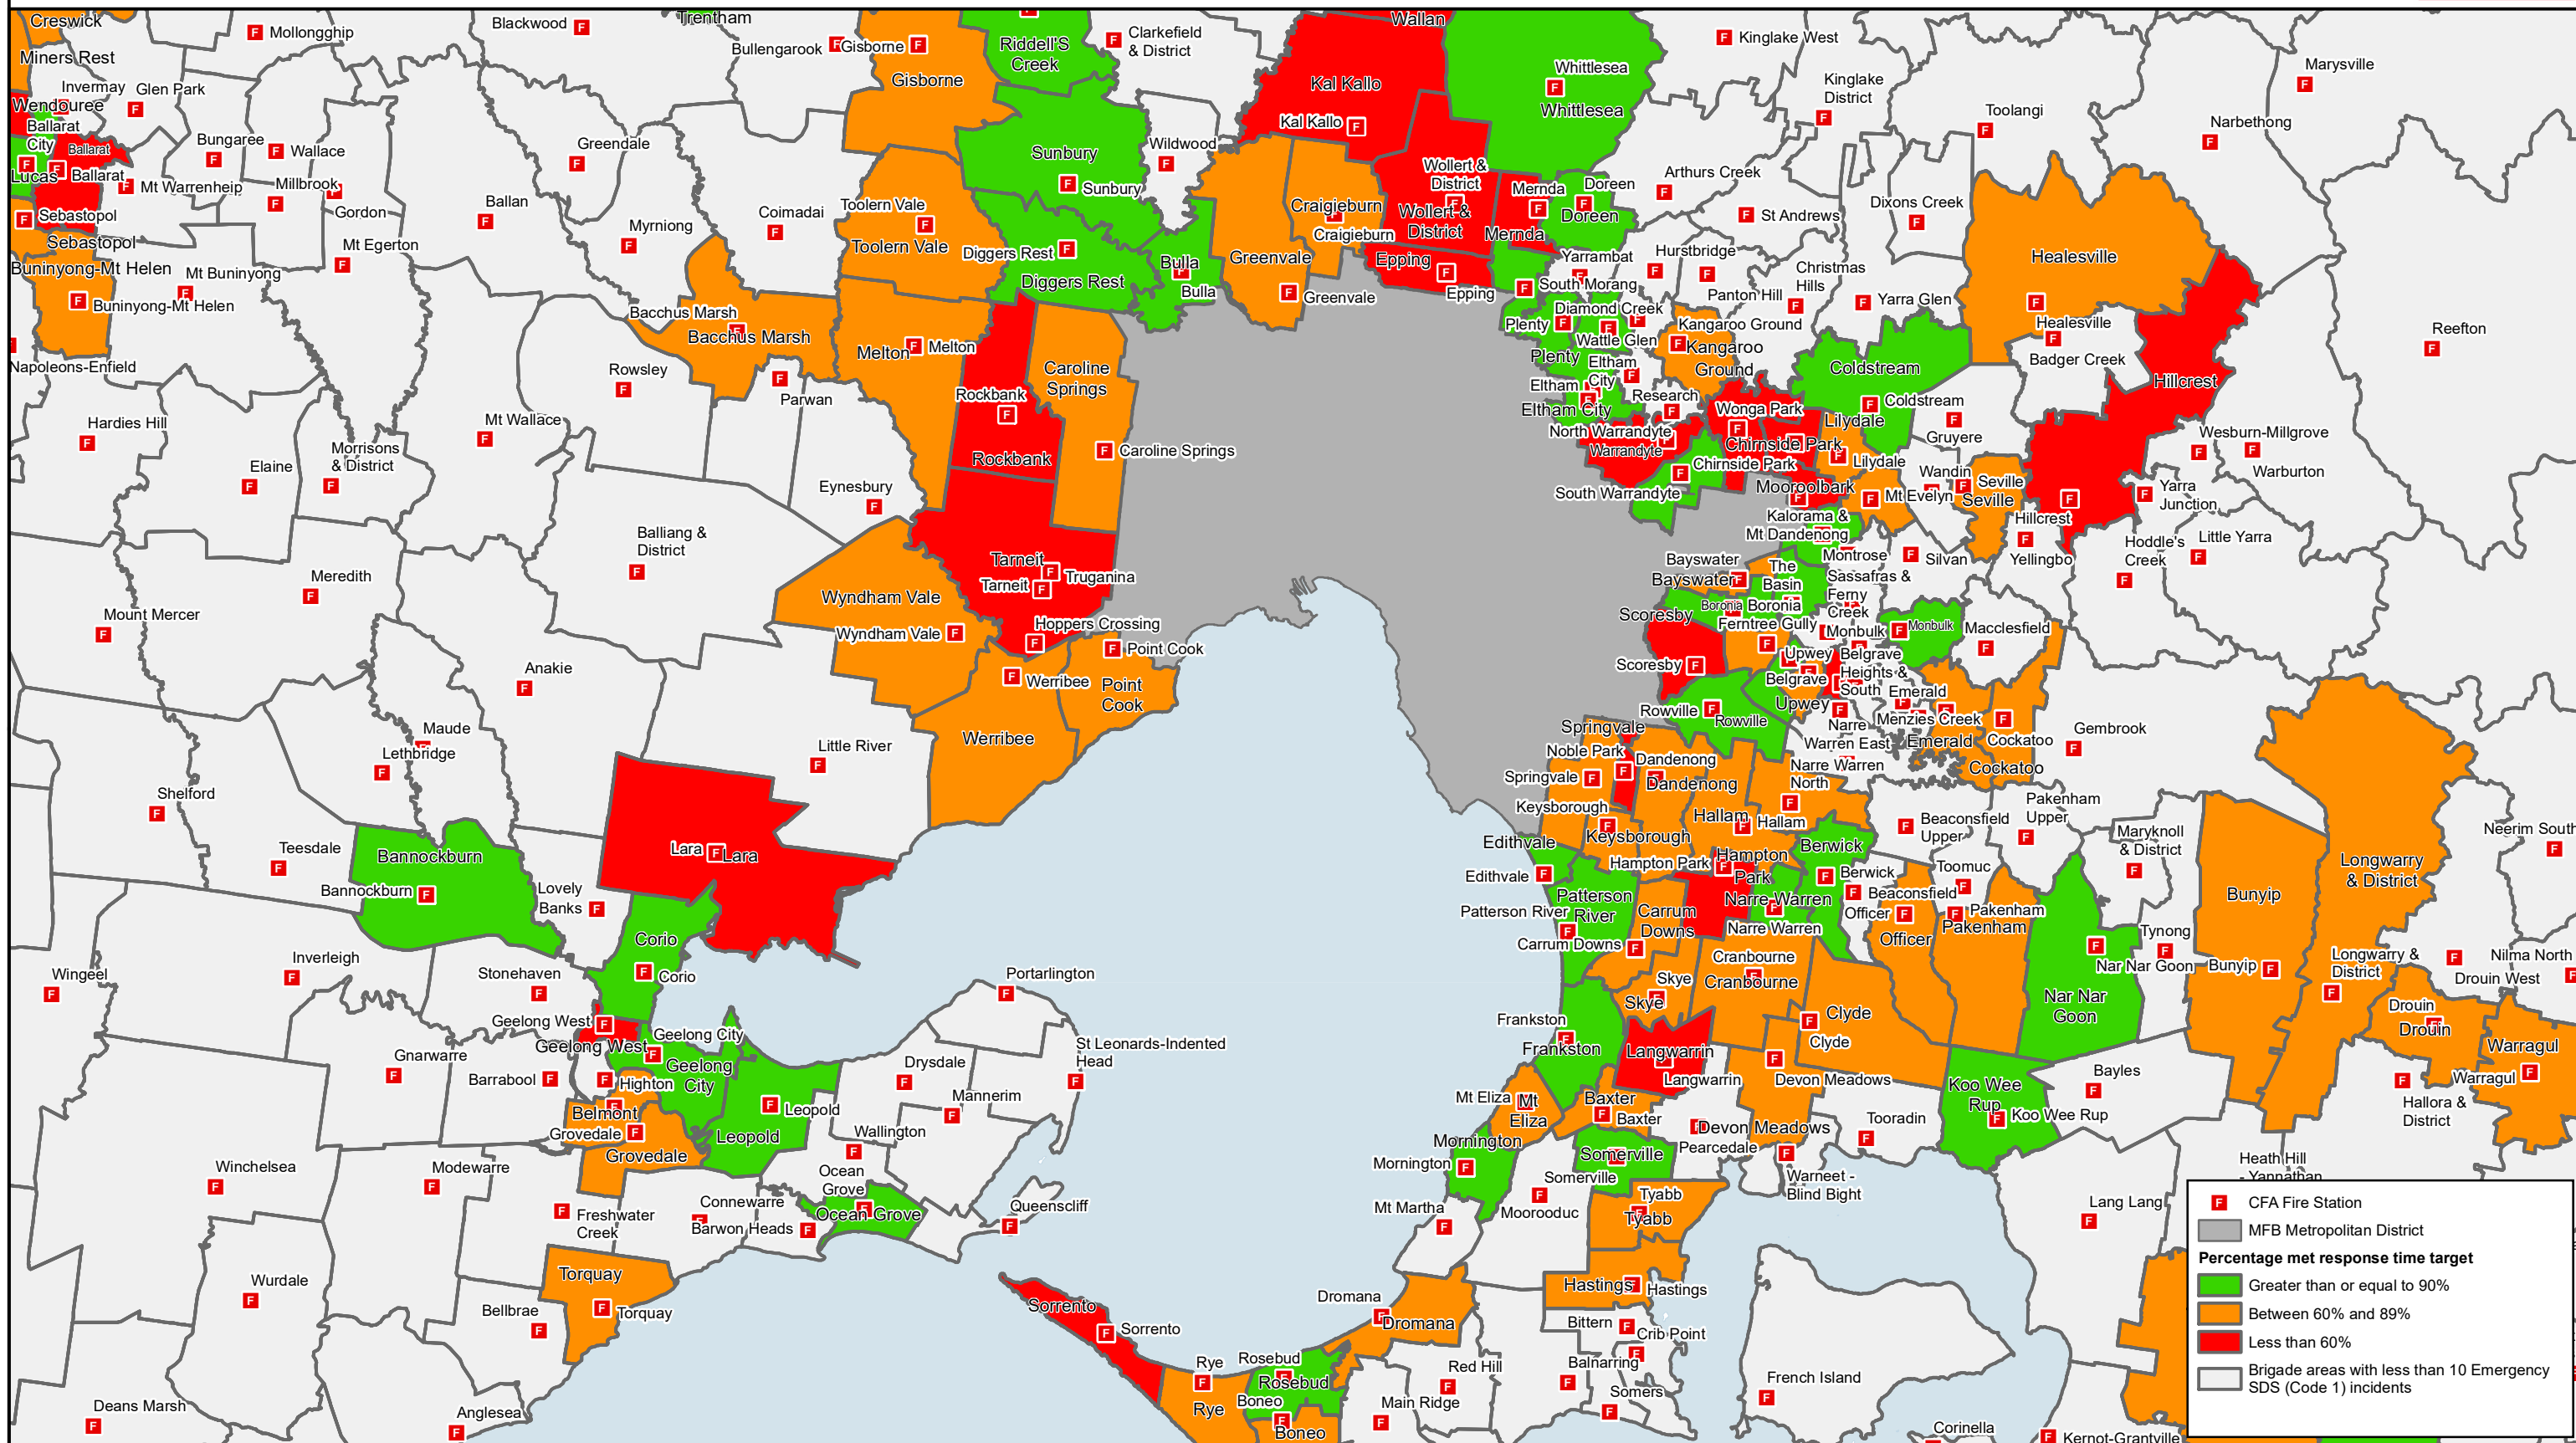 Creswick
Miners Rest
Mollongghip
Blackwood
Trentham
Bullengarook
Gisborne
Gisborne
Riddell'S
Creek
Clarkefield
& District
Wallan
Kal Kallo
Kal Kallo
Whittlesea
Whittlesea
Kinglake West
Kinglake
District
Toolangi
Marysville
Narbethong
Invermay
Glen Park
Wendouree
Ballarat
City
Ballarat
Lucas
Ballarat
Bungaree
Wallace
Mt Warrenheip
Millbrook
Gordon
Sebastopol
Sebastopol
Mt Egerton
Buninyong-Mt Helen
Mt Buninyong
Buninyong-Mt Helen
Napoleons-Enfield
Greendale
Ballan
Myrniong
Coimadai
Toolern Vale
Toolern Vale
Sunbury
Sunbury
Wildwood
Diggers Rest
Diggers Rest
Bulla
Bulla
Greenvale
Greenvale
Craigieburn
Craigieburn
Wollert &
District
Wollert &
District
Mernda
Mernda
Doreen
Doreen
Epping
Epping
Arthurs Creek
St Andrews
Dixons Creek
Yarrambat
Hurstbridge
South Morang
Panton Hill
Christmas
Hills
Yarra Glen
Healesville
Healesville
Badger Creek
Reefton
Bacchus Marsh
Bacchus Marsh
Melton
Melton
Rowsley
Parwan
Rockbank
Rockbank
Caroline
Springs
Caroline Springs
Diamond Creek
Plenty
Plenty
Wattle Glen
Kangaroo Ground
Kangaroo
Ground
Eltham
City
Eltham
Eltham City
Research
Coldstream
Coldstream
Hillcrest
Hillcrest
Hardies Hill
Elaine
Morrisons
& District
Mt Wallace
Eynesbury
North Warrandyte
Warrandyte
Wonga Park
Chirnside Park
Chirnside Park
South Warrandyte
Lilydale
Lilydale
Gruyere
Wandin
Seville
Seville
Mooroolbark
Mt Evelyn
Wesburn-Millgrove
Warburton
Yarra
Junction
Yellingbo
Hoddle's
Creek
Little Yarra
Balliang &
District
Meredith
Mount Mercer
Tarneit
Tarneit
Truganina
Wyndham Vale
Wyndham Vale
Hoppers Crossing
Point Cook
Point
Cook
Werribee
Werribee
Kalorama &
Mt Dandenong
Montrose
Silvan
Bayswater
Bayswater
The
Basin
Sassafras &
Ferny
Creek
Scoresby
Scoresby
Boronia
Boronia
Ferntree Gully
Monbulk
Monbulk
Macclesfield
Upwey
Upwey
Belgrave
Belgrave
Heights &
South
Emerald
Emerald
Menzies Creek
Cockatoo
Cockatoo
Gembrook
Rowville
Rowville
Narre
Warren East
Narre Warren
North
Anakie
Maude
Lethbridge
Shelford
Little River
Springvale
Springvale
Noble Park
Dandenong
Dandenong
Keysborough
Keysborough
Hallam
Hallam
Edithvale
Edithvale
Hampton Park
Hampton
Park
Berwick
Berwick
Beaconsfield
Upper
Pakenham
Upper
Maryknoll
& District
Toomuc
Beaconsfield
Neerim South
Teesdale
Bannockburn
Bannockburn
Lara
Lara
Lovely
Banks
Patterson
River
Patterson River
Carrum
Downs
Carrum Downs
Narre Warren
Narre Warren
Officer
Officer
Pakenham
Pakenham
Tynong
Nar Nar Goon
Nar Nar
Goon
Bunyip
Bunyip
Longwarry
& District
Longwarry &
District
Drouin West
Nilma North
Drouin
Drouin
Warragul
Warragul
Wingeel
Inverleigh
Stonehaven
Corio
Corio
Portarlington
Cranbourne
Cranbourne
Skye
Skye
Clyde
Clyde
Geelong West
Geelong West
Geelong City
Geelong
City
Gnarwarre
Barrabool
Highton
Drysdale
St Leonards-Indented
Head
Mannerim
Frankston
Frankston
Langwarrin
Langwarrin
Devon Meadows
Devon Meadows
Koo Wee
Rup
Koo Wee Rup
Bayles
Hallora &
District
Belmont
Grovedale
Grovedale
Leopold
Leopold
Wallington
Mt Eliza
Mt
Eliza
Baxter
Baxter
Pearcedale
Tooradin
Winchelsea
Modewarre
Ocean
Grove
Ocean Grove
Mornington
Mornington
Somerville
Somerville
Warneet -
Blind Bight
Heath Hill
- Yannathan
Lang Lang
Freshwater
Creek
Connewarre
Barwon Heads
Queenscliff
Mt Martha
Moorooduc
Tyabb
Tyabb
Wurdale
Torquay
Torquay
Bellbrae
Sorrento
Sorrento
Dromana
Dromana
Hastings
Hastings
Bittern
Crib Point
Balnarring
Somers
Red Hill
Main Ridge
French Island
Deans Marsh
Anglesea
Rye
Rye
Rosebud
Rosebud
Boneo
Boneo
Corinella
Kernot-Grantville
CFA Fire Station
MFB Metropolitan District
Percentage met response time target
Greater than or equal to 90%
Between 60% and 89%
Less than 60%
Brigade areas with less than 10 Emergency
SDS (Code 1) incidents